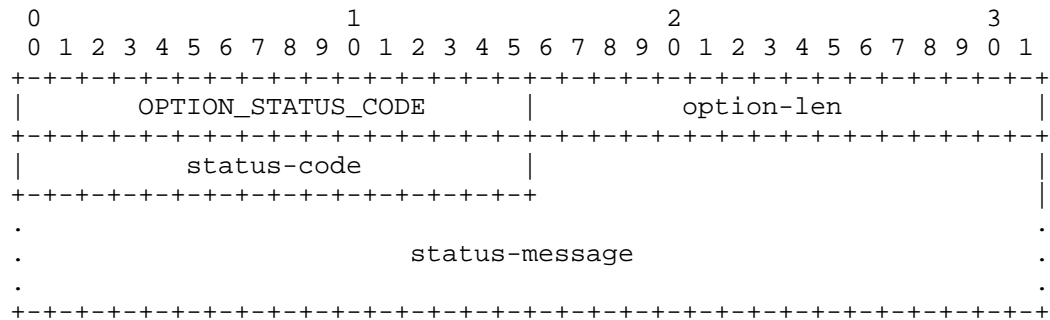 0                   1                   2                   3
 0 1 2 3 4 5 6 7 8 9 0 1 2 3 4 5 6 7 8 9 0 1 2 3 4 5 6 7 8 9 0 1
+-+-+-+-+-+-+-+-+-+-+-+-+-+-+-+-+-+-+-+-+-+-+-+-+-+-+-+-+-+-+-+-+
|       OPTION_STATUS_CODE      |         option-len            |
+-+-+-+-+-+-+-+-+-+-+-+-+-+-+-+-+-+-+-+-+-+-+-+-+-+-+-+-+-+-+-+-+
|          status-code          |                               |
+-+-+-+-+-+-+-+-+-+-+-+-+-+-+-+-+                               |
.                                                               .
.                        status-message                         .
.                                                               .
+-+-+-+-+-+-+-+-+-+-+-+-+-+-+-+-+-+-+-+-+-+-+-+-+-+-+-+-+-+-+-+-+